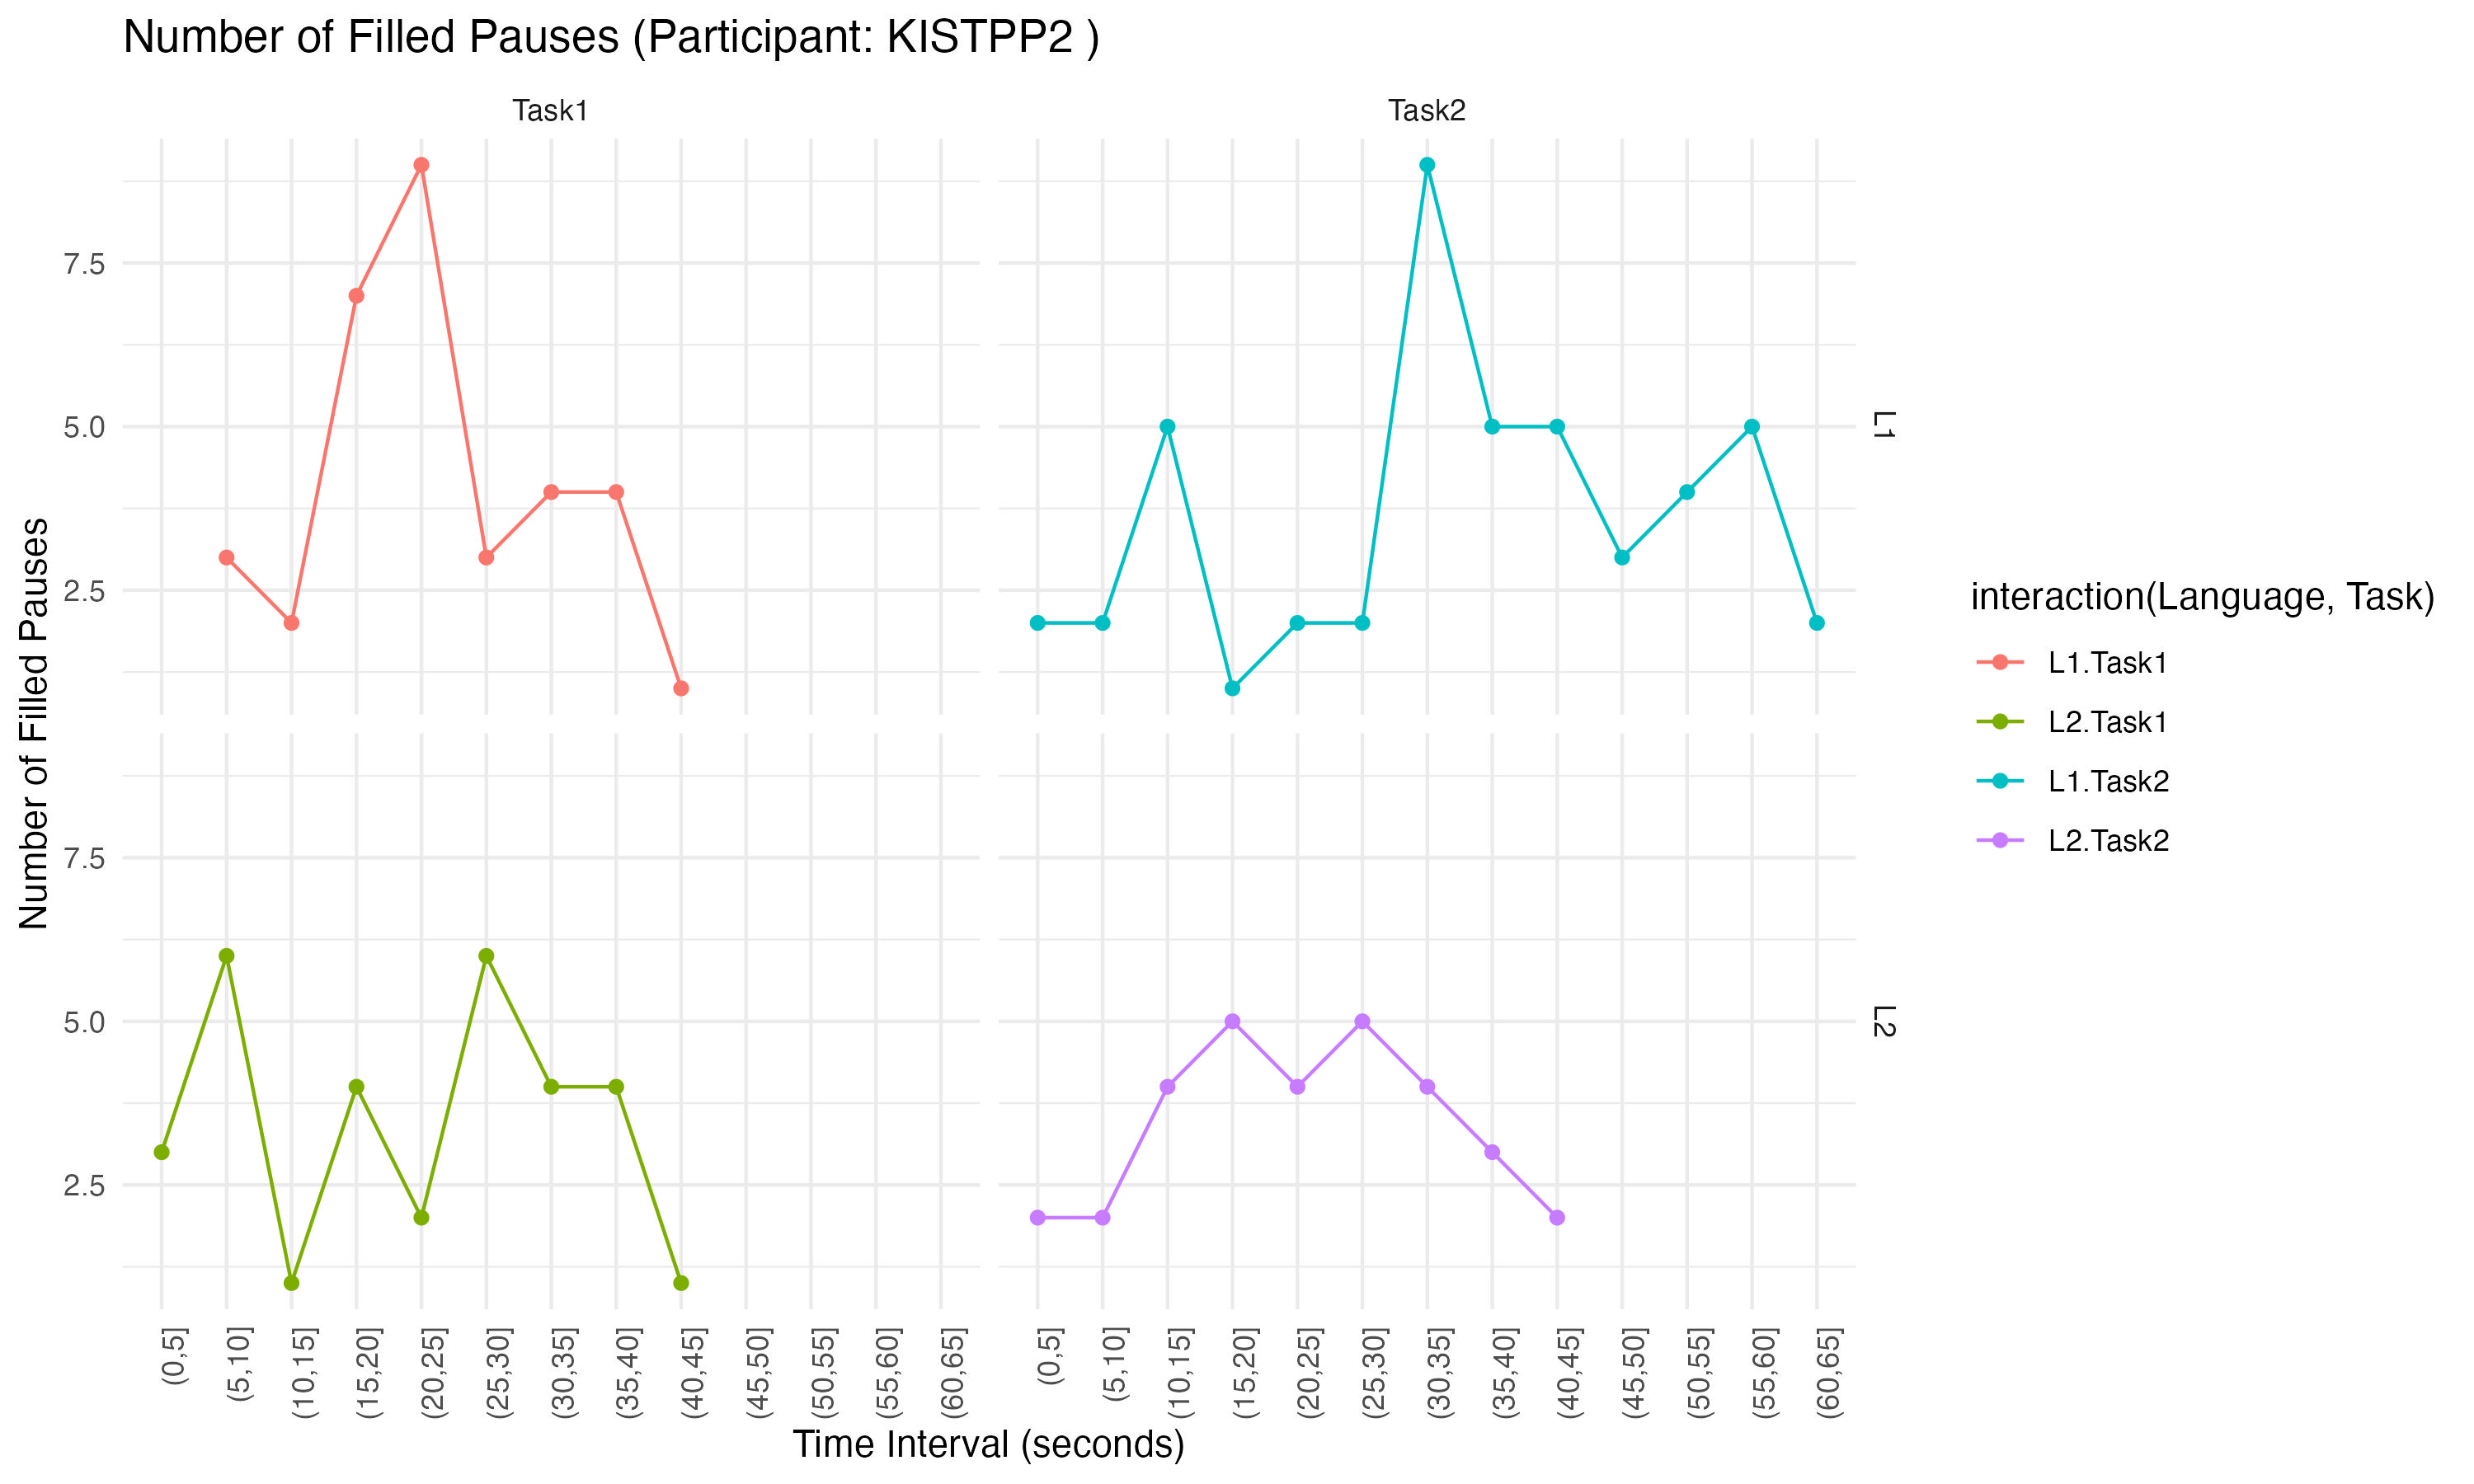 Number of Filled Pauses (Participant: KISTPP2 )
Task1
Task2
7.5
5.0
2.5
L1
7.5
5.0
2.5
L2
Number of Filled Pauses
(0,5]
(5,10]
(10,15]
(15,20]
(20,25]
(25,30]
(30,35]
(35,40]
(40,45]
(45,50]
(50,55]
(55,60]
(60,65]
(0,5]
(5,10]
(10,15]
(15,20]
(20,25]
(25,30]
(30,35]
(35,40]
(40,45]
(45,50]
(50,55]
(55,60]
(60,65]
Time Interval (seconds)
interaction(Language, Task)
L1.Task1
L2.Task1
L1.Task2
L2.Task2